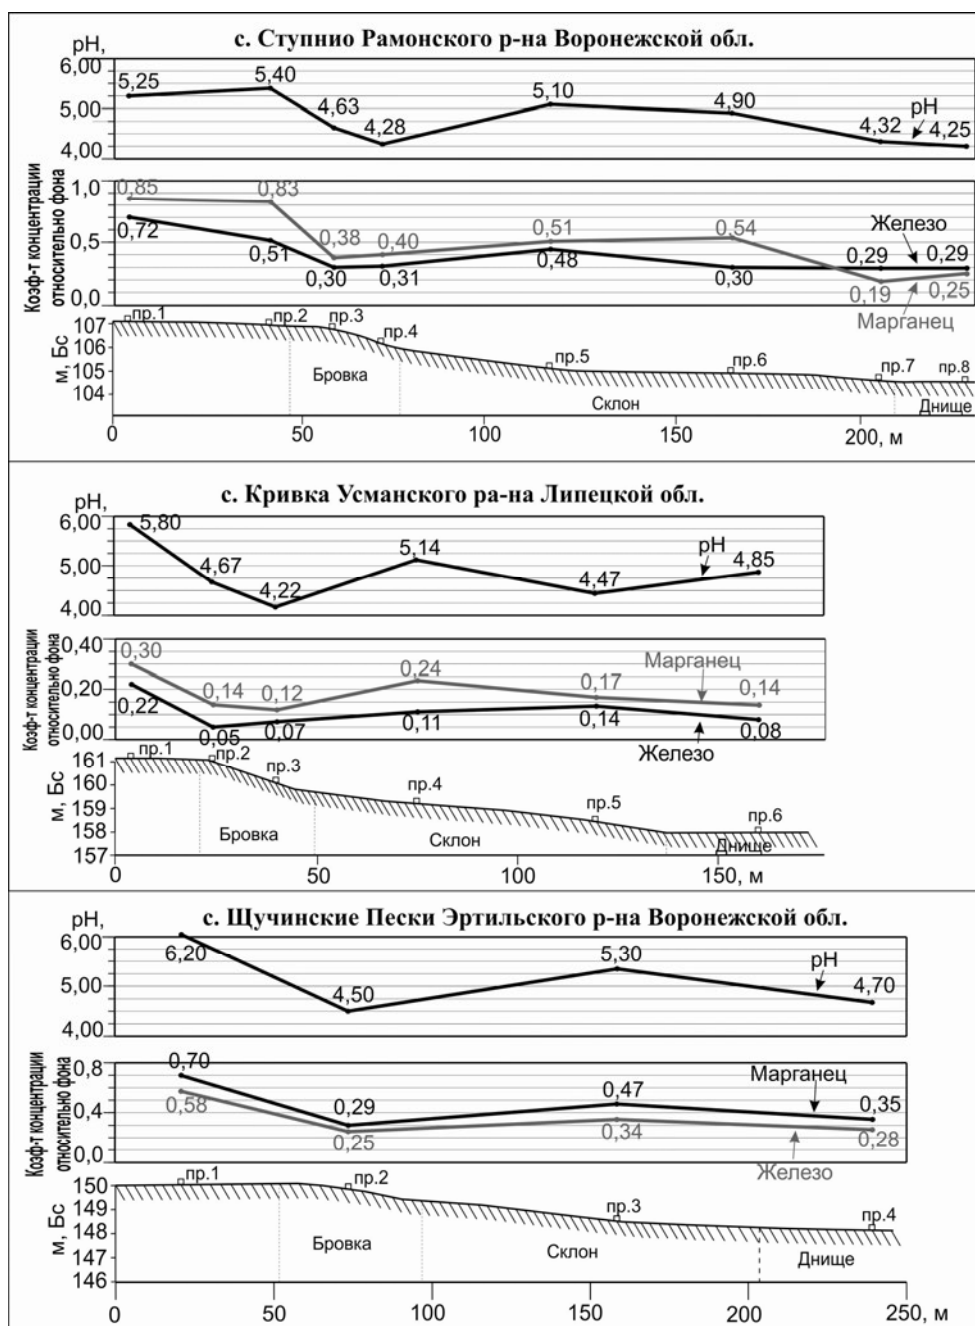 с. Ступнио Рамонского р-на Воронежской обл.
pH,
6,00
5,00
4,00
5,25
5,40
4,63
4,28
5,10
4,90
4,32
4,25
pH
Коэф-т концентрации
относительно фона
1,0
0,5
0,0
0,85
0,83
0,38
0,40
0,51
0,54
0,19
0,25
0,72
0,51
0,30
0,31
0,48
0,30
0,29
0,29
Железо
Марганец
м, Бс
107
106
105
104
пр.1
пр.2
пр.3
пр.4
пр.5
пр.6
пр.7
пр.8
Бровка
Склон
Днище
0
50
100
150
200, м
с. Кривка Усманского ра-на Липецкой обл.
pH,
6,00
5,00
4,00
5,80
4,67
4,22
5,14
4,47
4,85
pH
Коэф-т концентрации
относительно фона
0,40
0,20
0,00
0,30
0,14
0,12
0,24
0,17
0,14
Марганец
0,22
0,05
0,07
0,11
0,14
0,08
Железо
м, Бс
161
160
159
158
157
пр.1
пр.2
пр.3
пр.4
пр.5
пр.6
Бровка
Склон
Днище
0
50
100
150, м
с. Щучинские Пески Эртильского р-на Воронежской обл.
pH,
6,00
5,00
4,00
6,20
4,50
5,30
4,70
pH
Коэф-т концентрации
относительно фона
0,8
0,4
0,0
0,70
0,29
0,47
0,35
Марганец
0,58
0,25
0,34
0,28
Железо
м, Бс
150
149
148
147
146
пр.1
пр.2
пр.3
пр.4
Бровка
Склон
Днище
0
50
100
150
200
250, м